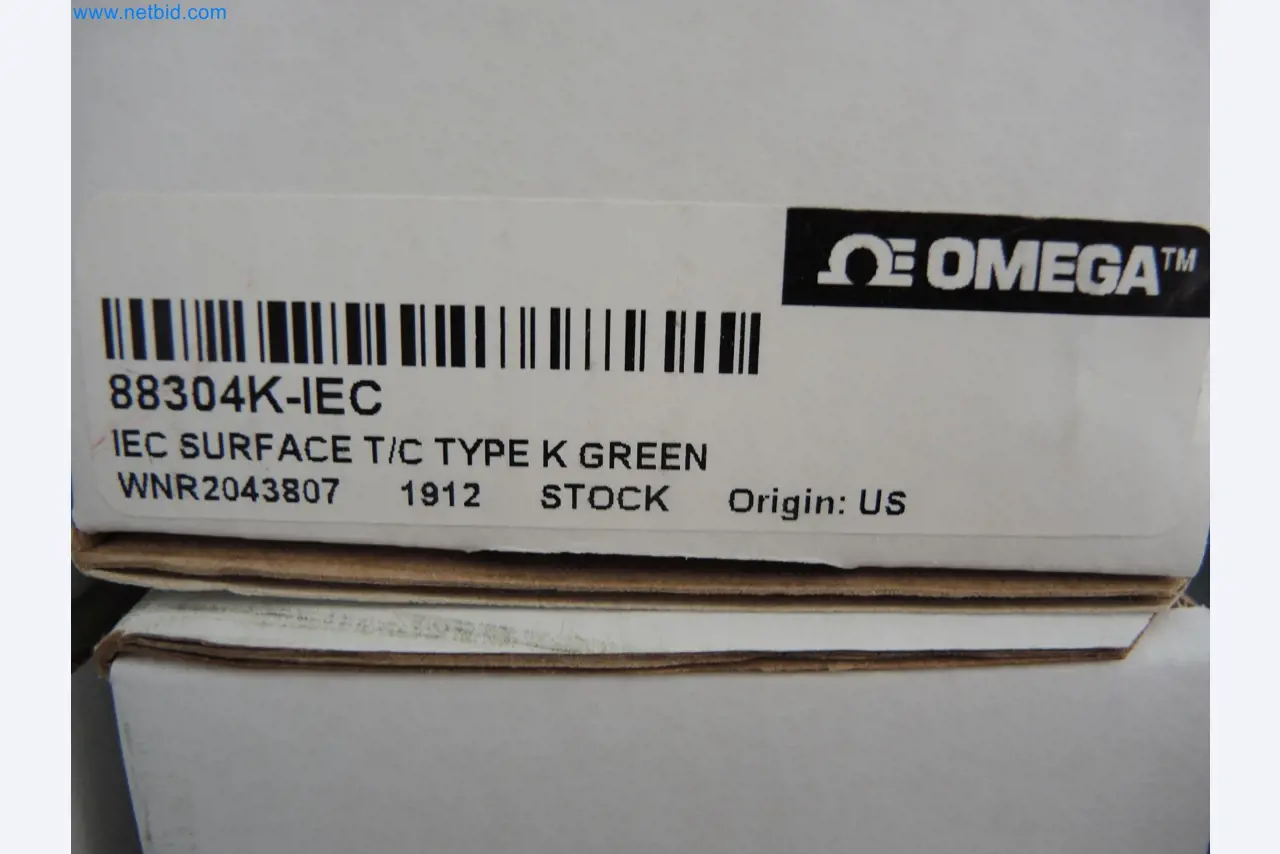 www.netbid.com
ΩE OMEGA™
88304K-IEC
IEC SURFACE T/C TYPE K GREEN
WNR2043807 1912 STOCK Origin: US